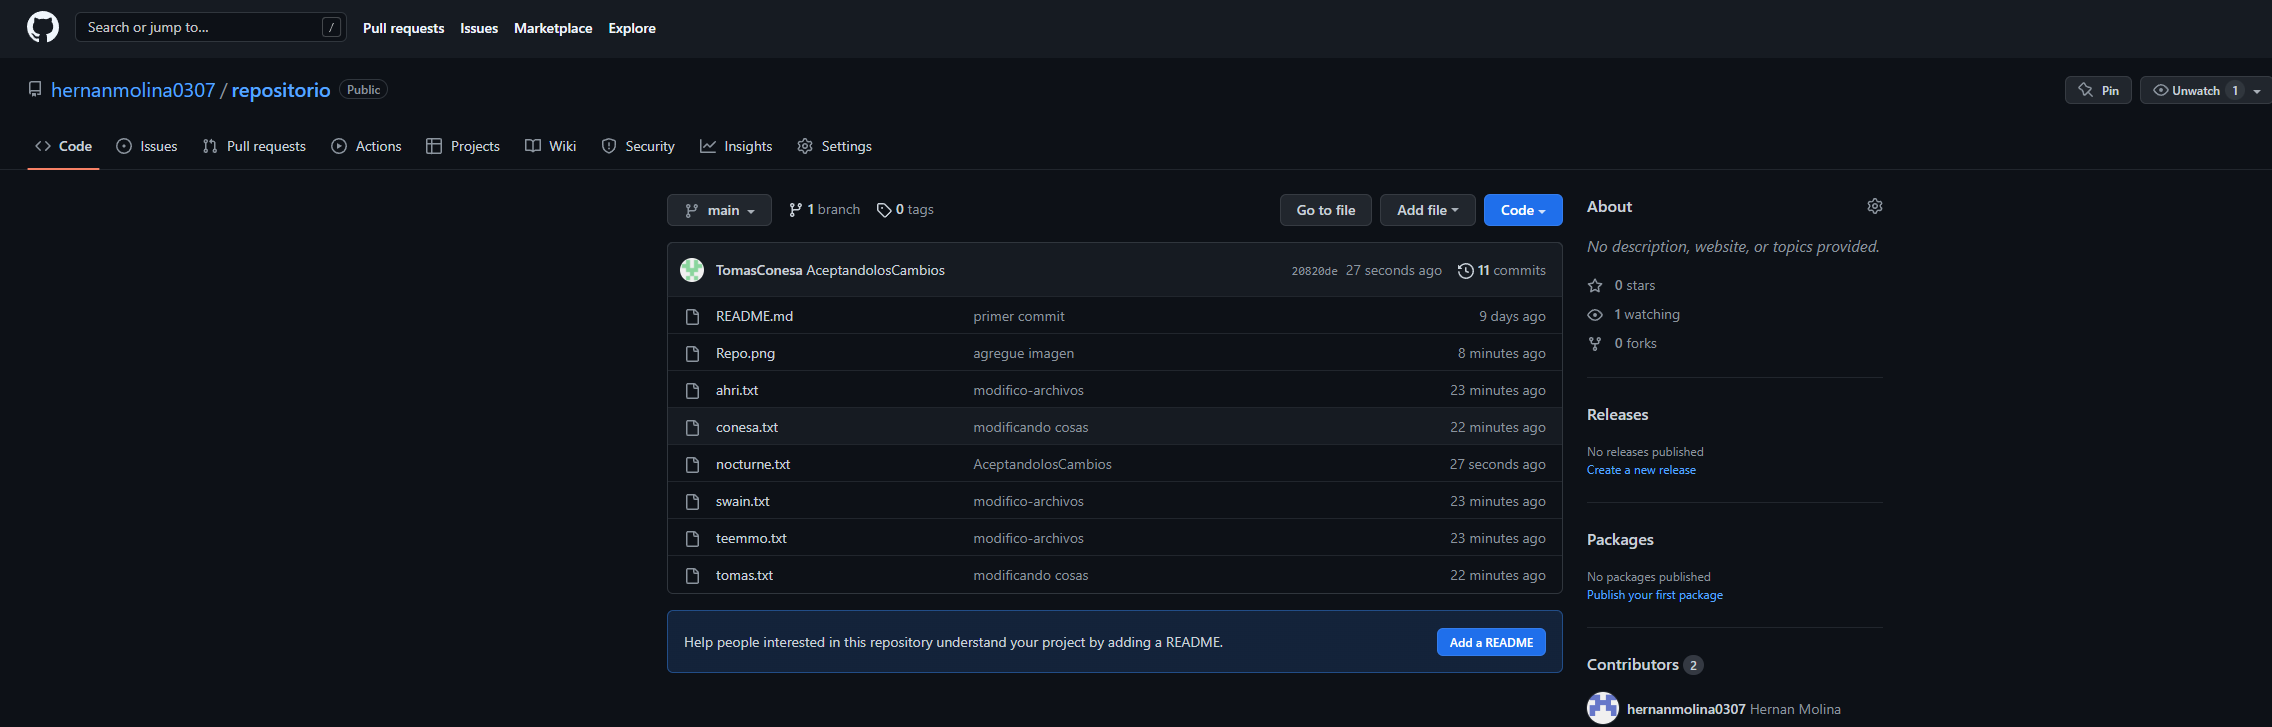 Search or jump to... /
Pull requests Issues Marketplace Explore
hernanmolina0307 / repositorio Public
Pin Unwatch 1
Code Issues Pull requests Actions Projects Wiki Security Insights Settings
main 1 branch 0 tags Go to file Add file Code
TomasConesa AceptandolosCambios 20820de 27 seconds ago 11 commits
README.md primer commit 9 days ago
Repo.png agregue imagen 8 minutes ago
ahri.txt modifico-archivos 23 minutes ago
conesa.txt modificando cosas 22 minutes ago
nocturne.txt AceptandolosCambios 27 seconds ago
swain.txt modifico-archivos 23 minutes ago
teemmo.txt modifico-archivos 23 minutes ago
tomas.txt modificando cosas 22 minutes ago
Help people interested in this repository understand your project by adding a README. Add a README
About
No description, website, or topics provided.
0 stars
1 watching
0 forks
Releases
No releases published
Create a new release
Packages
No packages published
Publish your first package
Contributors 2
hernanmolina0307 Hernan Molina